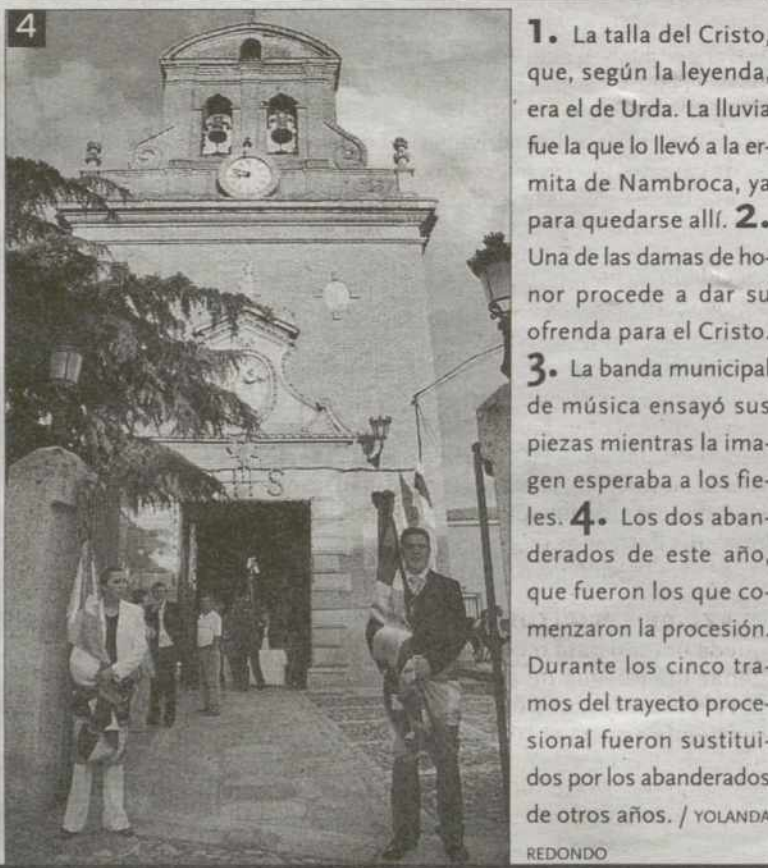 4
1. La talla del Cristo,
que, según la leyenda,
era el de Urda. La lluvia
fue la que lo llevó a la er-
mita de Nambroca, ya
para quedarse allí. 2.
Una de las damas de ho-
nor procede a dar su
ofrenda para el Cristo.
3. La banda municipal
de música ensayó sus
piezas mientras la ima-
gen esperaba a los fie-
les. 4. Los dos aban-
derados de este año,
que fueron los que co-
menzaron la procesión.
Durante los cinco tra-
mos del trayecto proce-
sional fueron sustitui-
dos por los abanderados
de otros años. / YOLANDA
REDONDO